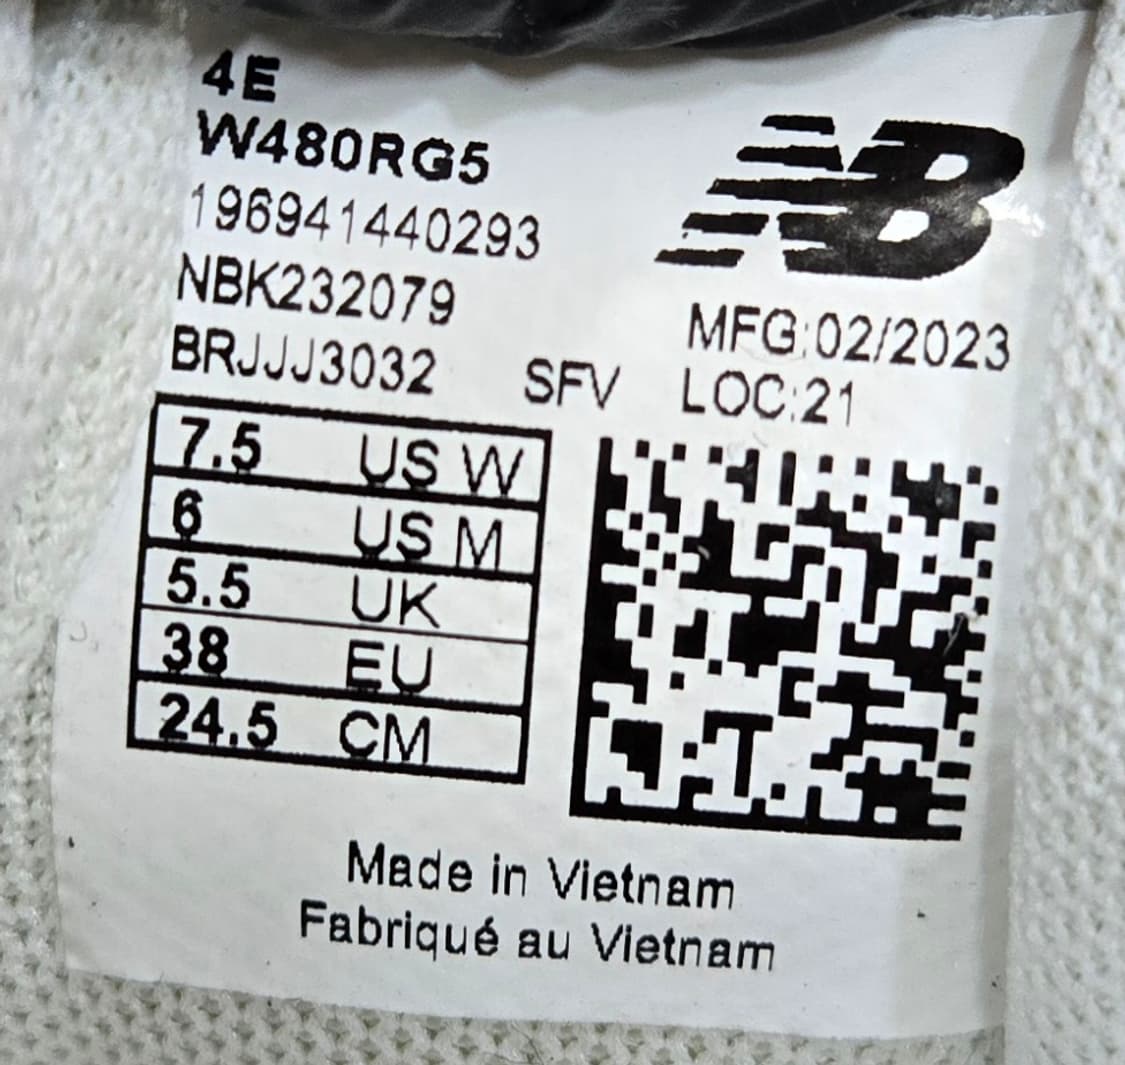 4E
W480RG5
196941440293
NBK232079
BRJJJ3032 SFV
NB
MFG:02/2023
LOC:21
7.5 US W
6 US M
5.5 UK
38 EU
24.5 CM
Made in Vietnam
Fabriqué au Vietnam